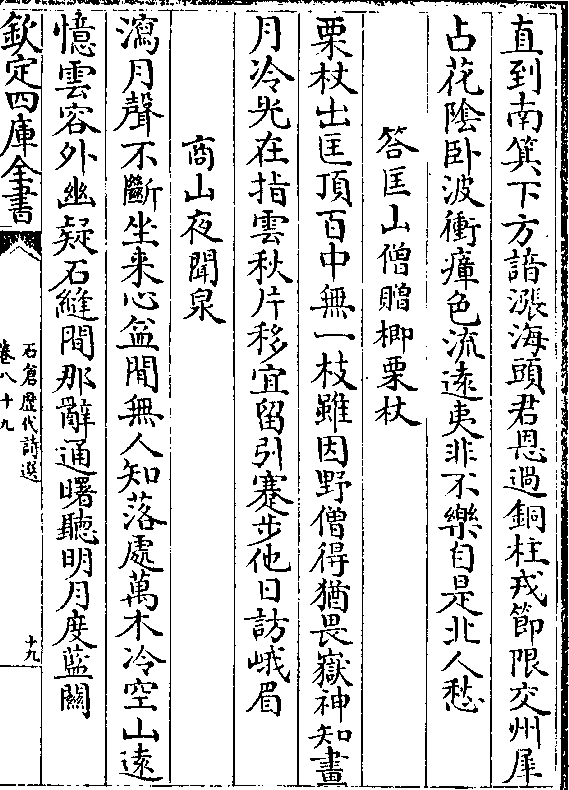 直到南箕下方諳漲海頭君恩過銅柱戎節限交州犀
占花陰卧波衝瘴色流遠夷非不樂自是北人愁
答匡山僧贈㮋栗杖
栗杖出匡頂百中無一枝雖因野僧得猶畏嶽神知畫
月冷光在指雲秋片移宜留引蹇步他日訪峨眉
商山夜聞泉
瀉月聲不斷坐来心益閒無人知落處萬木冷空山遠
憶雲容外幽疑石縫間那辭通曙聽明月度藍關
欽定四庫全書
石倉歷代詩選
卷八十九
十九